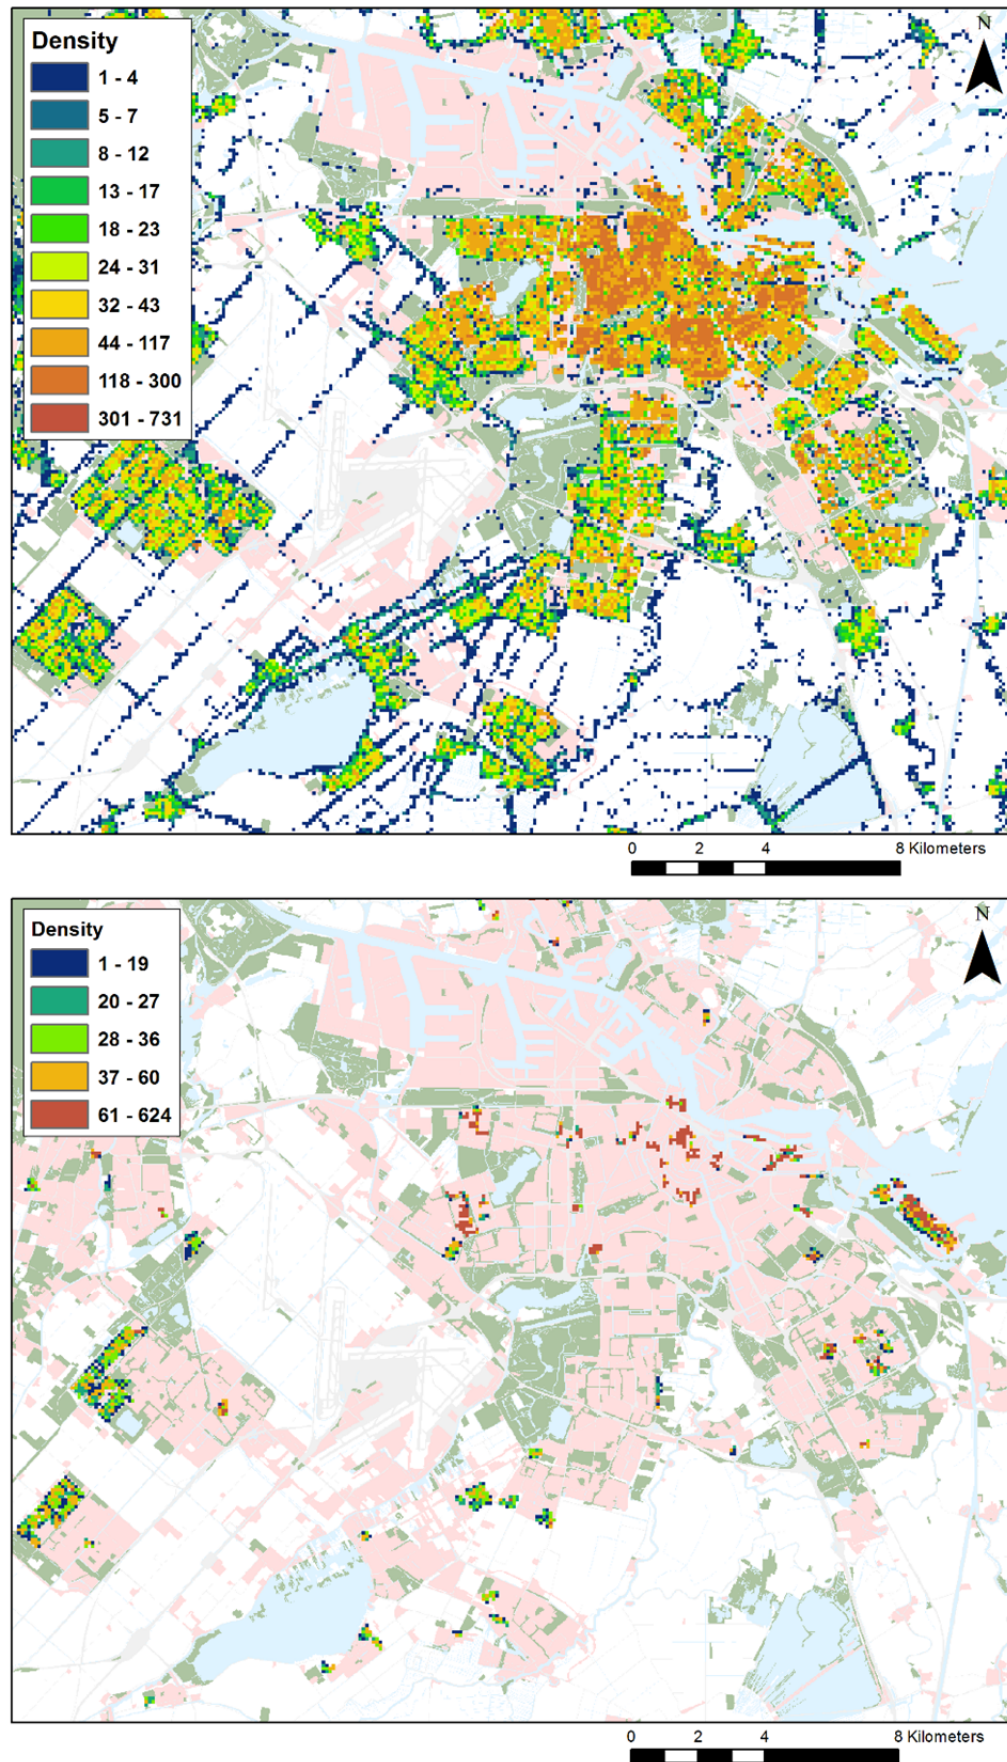 Density
1 - 4
5 - 7
8 - 12
13 - 17
18 - 23
24 - 31
32 - 43
44 - 117
118 - 300
301 - 731
N
0 2 4 8 Kilometers
Density
1 - 19
20 - 27
28 - 36
37 - 60
61 - 624
N
0 2 4 8 Kilometers